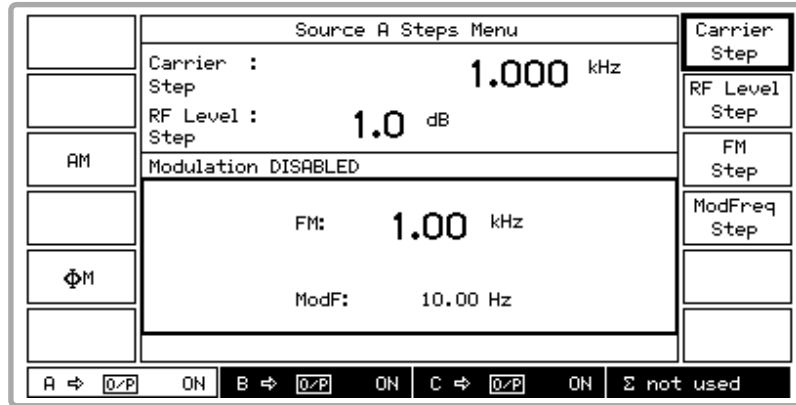 Source A Steps Menu
Carrier :
Step
1.000 kHz
RF Level :
Step
1.0 dB
Modulation DISABLED
FM: 1.00 kHz
ModF: 10.00 Hz
AM
ΦM
Carrier
Step
RF Level
Step
FM
Step
ModFreq
Step
A ⇨ O/P ON B ⇨ O/P ON C ⇨ O/P ON Σ not used